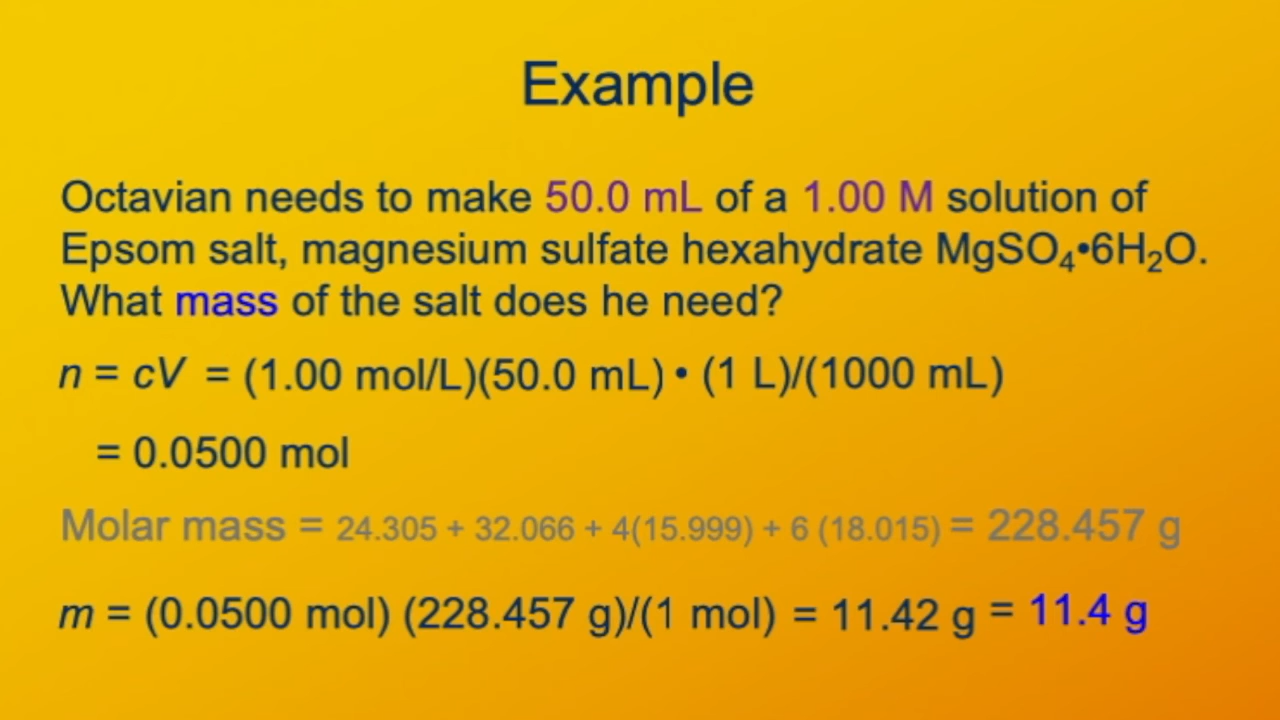 Example
Octavian needs to make 50.0 mL of a 1.00 M solution of
Epsom salt, magnesium sulfate hexahydrate MgSO₄•6H₂O.
What mass of the salt does he need?
n = cV = (1.00 mol/L)(50.0 mL) • (1 L)/(1000 mL)
= 0.0500 mol
Molar mass = 24.305 + 32.066 + 4(15.999) + 6 (18.015) = 228.457 g
m = (0.0500 mol) (228.457 g)/(1 mol) = 11.42 g = 11.4 g